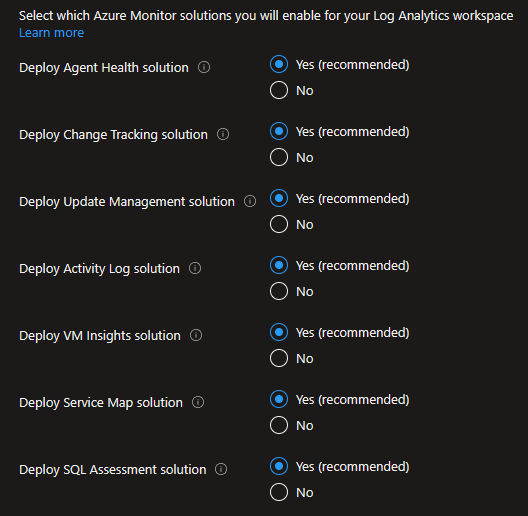 Select which Azure Monitor solutions you will enable for your Log Analytics workspace
Learn more
Deploy Agent Health solution
Yes (recommended)
No
Deploy Change Tracking solution
Yes (recommended)
No
Deploy Update Management solution
Yes (recommended)
No
Deploy Activity Log solution
Yes (recommended)
No
Deploy VM Insights solution
Yes (recommended)
No
Deploy Service Map solution
Yes (recommended)
No
Deploy SQL Assessment solution
Yes (recommended)
No